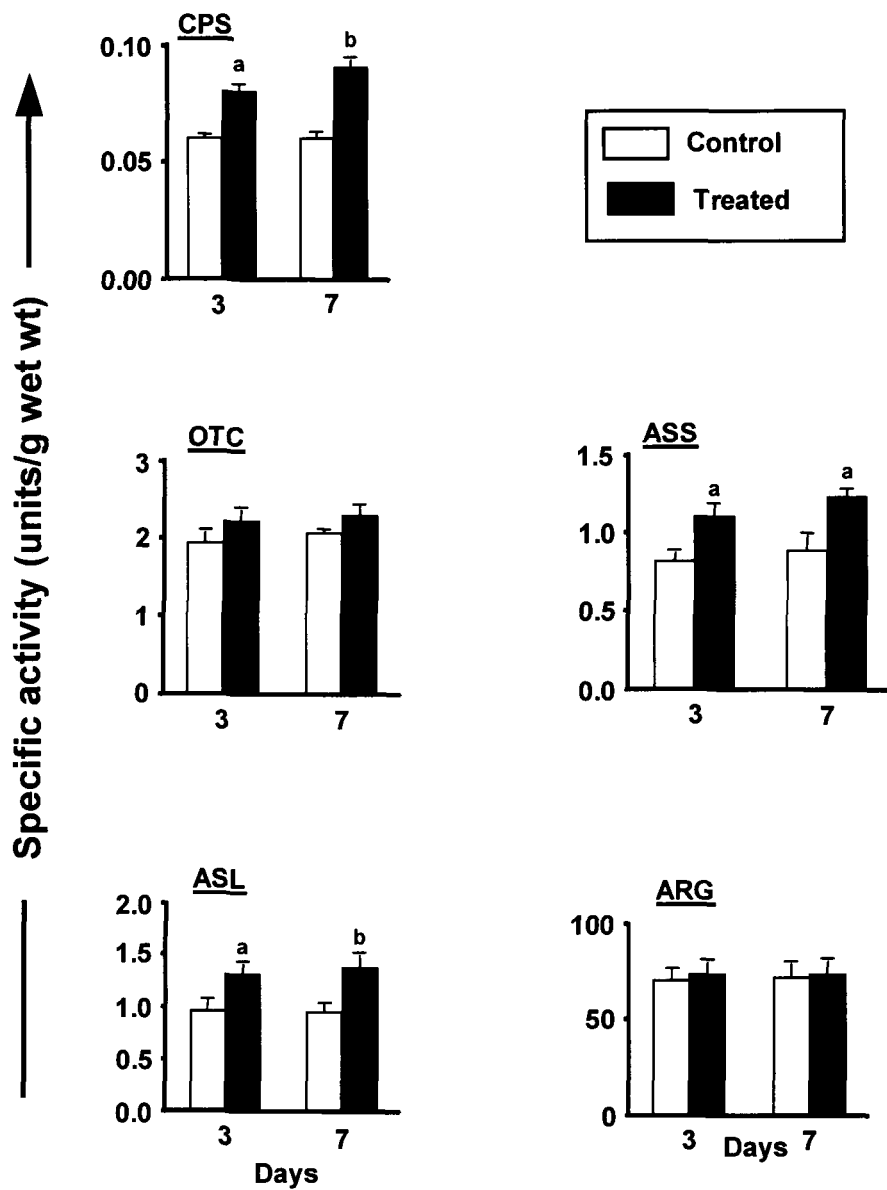 Specific activity (units/g wet wt)
CPS
0.10
0.05
0.00
a
b
3
7
Control
Treated
OTC
3
2
1
0
3
7
ASS
1.5
1.0
0.5
0.0
a
a
3
7
ASL
2.0
1.5
1.0
0.5
0.0
a
b
3
7
Days
ARG
100
50
0
3
7
Days